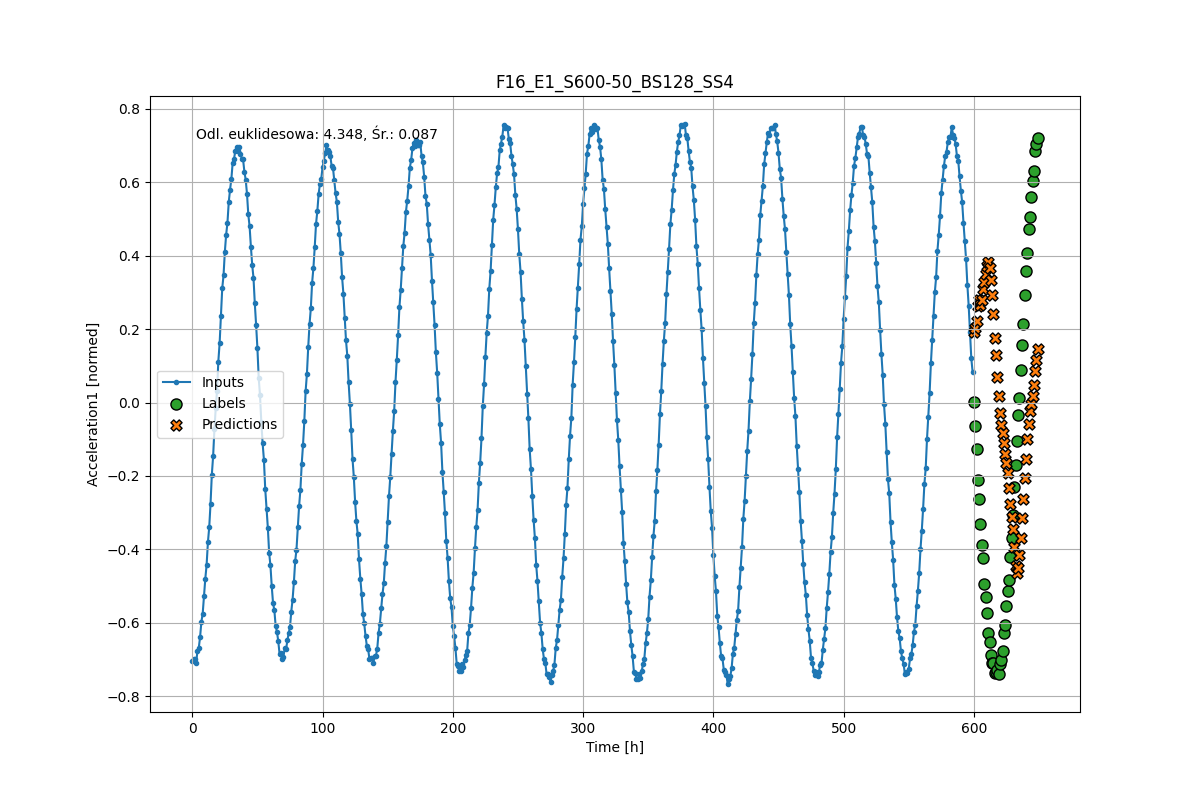 F16_E1_S600-50_BS128_SS4
Odl. euklidesowa: 4.348, Śr.: 0.087
0.8
0.6
0.4
0.2
0.0
−0.2
−0.4
−0.6
−0.8
Acceleration1 [normed]
Inputs
Labels
Predictions
0
100
200
300
400
500
600
Time [h]